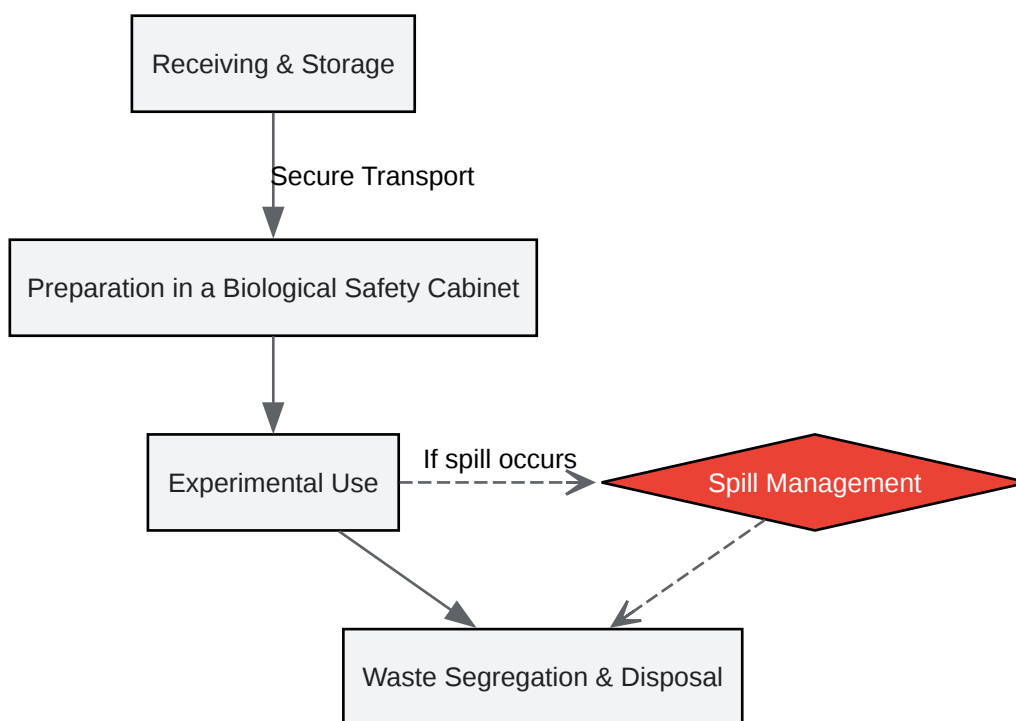 Receiving & Storage
Secure Transport
Preparation in a Biological Safety Cabinet
If spill occurs
Experimental Use
Spill Management
Waste Segregation & Disposal